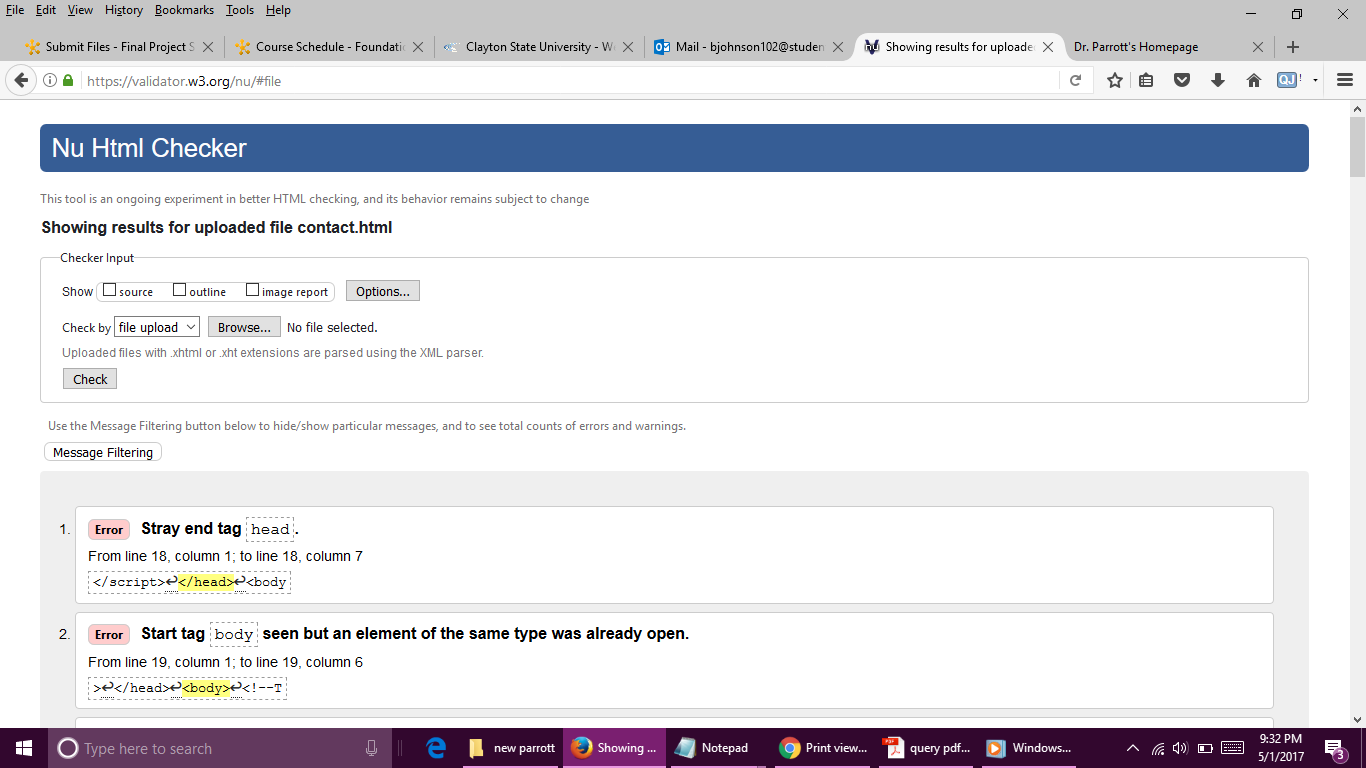 File Edit View History Bookmarks Tools Help
Submit Files - Final Project S
Course Schedule - Foundatio
Clayton State University - W
Mail - bjohnson102@studen
Showing results for uploade
Dr. Parrott's Homepage
https://validator.w3.org/nu/#file
QJ !
Nu Html Checker
This tool is an ongoing experiment in better HTML checking, and its behavior remains subject to change
Showing results for uploaded file contact.html
Checker Input
Show source outline image report Options...
Check by file upload Browse... No file selected.
Uploaded files with .xhtml or .xht extensions are parsed using the XML parser.
Check
Use the Message Filtering button below to hide/show particular messages, and to see total counts of errors and warnings.
Message Filtering
1. Error Stray end tag head.
From line 18, column 1; to line 18, column 7
</script>↩</head>↩<body
2. Error Start tag body seen but an element of the same type was already open.
From line 19, column 1; to line 19, column 6
>↩</head>↩<body>↩<!--T
Type here to search
new parrott
Showing ...
Notepad
Print view...
query pdf...
Windows...
9:32 PM
5/1/2017
3